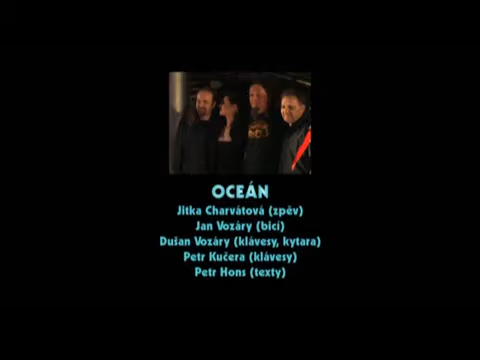 OCEÁN
Jitka Charvátová (zpěv)
Jan Vozáry (bicí)
Dušan Vozáry (klávesy, kytara)
Petr Kučera (klávesy)
Petr Hons (texty)